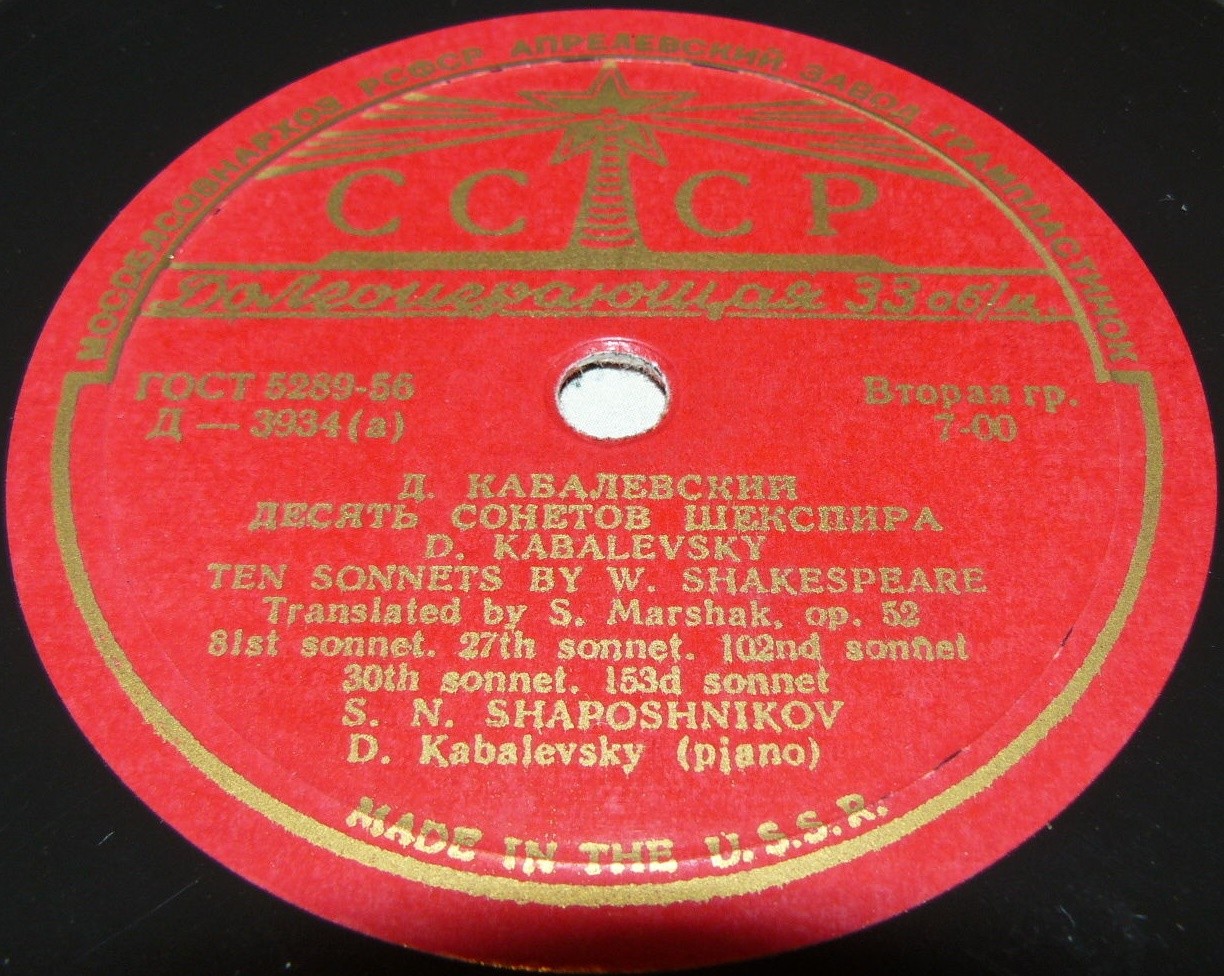 МОСОБЛСОВНАРХОЗ РСФСР АПРЕЛЕВСКИЙ ЗАВОД ГРАМПЛАСТИНОК
СССР
Долгоиграющая 33 об/м.
ГОСТ 5289-56
Д — 3934(а)
Вторая гр.
7-00
Д. КАБАЛЕВСКИЙ
ДЕСЯТЬ СОНЕТОВ ШЕКСПИРА
D. KABALEVSKY
TEN SONNETS BY W. SHAKESPEARE
Translated by S. Marshak, op. 52
81st sonnet. 27th sonnet. 102nd sonnet
30th sonnet. 153d sonnet
S. N. SHAPOSHNIKOV
D. Kabalevsky (piano)
MADE IN THE U.S.S.R.